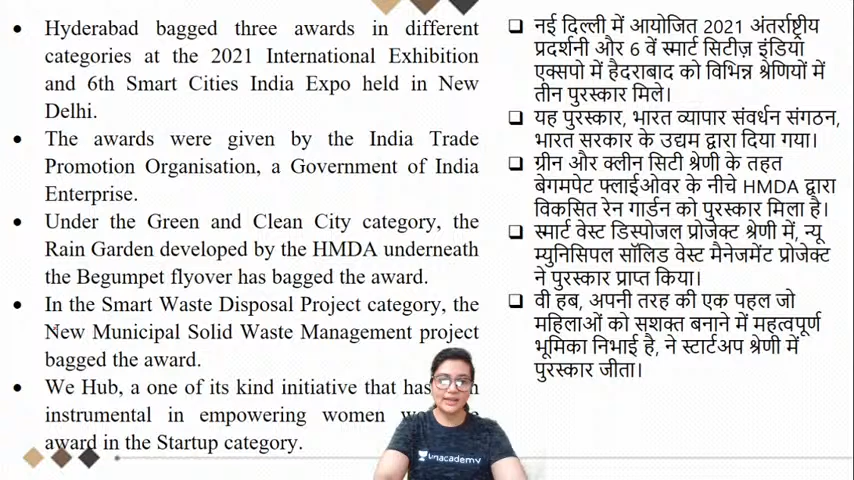 Hyderabad bagged three awards in different
categories at the 2021 International Exhibition
and 6th Smart Cities India Expo held in New
Delhi.
The awards were given by the India Trade
Promotion Organisation, a Government of India
Enterprise.
Under the Green and Clean City category, the
Rain Garden developed by the HMDA underneath
the Begumpet flyover has bagged the award.
In the Smart Waste Disposal Project category, the
New Municipal Solid Waste Management project
bagged the award.
We Hub, a one of its kind initiative that has
instrumental in empowering women
award in the Startup category.
नई दिल्ली में आयोजित 2021 अंतर्राष्ट्रीय
प्रदर्शनी और 6 वें स्मार्ट सिटीज़ इंडिया
एक्सपो में हैदराबाद को विभिन्न श्रेणियों में
तीन पुरस्कार मिले।
यह पुरस्कार, भारत व्यापार संवर्धन संगठन,
भारत सरकार के उद्यम द्वारा दिया गया।
ग्रीन और क्लीन सिटी श्रेणी के तहत
बेगमपेट फ्लाईओवर के नीचे HMDA द्वारा
विकसित रेन गार्डन को पुरस्कार मिला है।
स्मार्ट वेस्ट डिस्पोजल प्रोजेक्ट श्रेणी में, न्यू
म्युनिसिपल सॉलिड वेस्ट मैनेजमेंट प्रोजेक्ट
ने पुरस्कार प्राप्त किया।
वी हब, अपनी तरह की एक पहल जो
महिलाओं को सशक्त बनाने में महत्वपूर्ण
भूमिका निभाई है, ने स्टार्टअप श्रेणी में
पुरस्कार जीता।
unacademy